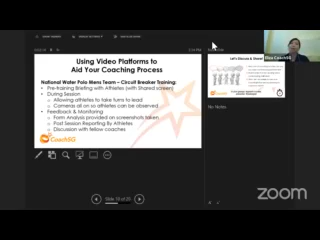 Using Video Platforms to
Aid Your Coaching Process
National Water Polo Mens Team – Circuit Breaker Training:
• Pre-training Briefing with Athletes (with Shared screen)
• During Session
o Allowing athletes to take turns to lead
o Cameras all on so athletes can be observed
• Feedback & Monitoring
o Form Analysis provided on screenshots taken
o Post Session Reporting By Athletes
o Discussion with fellow coaches
CoachSG
Let's Discuss & Share!
No Notes
zoom